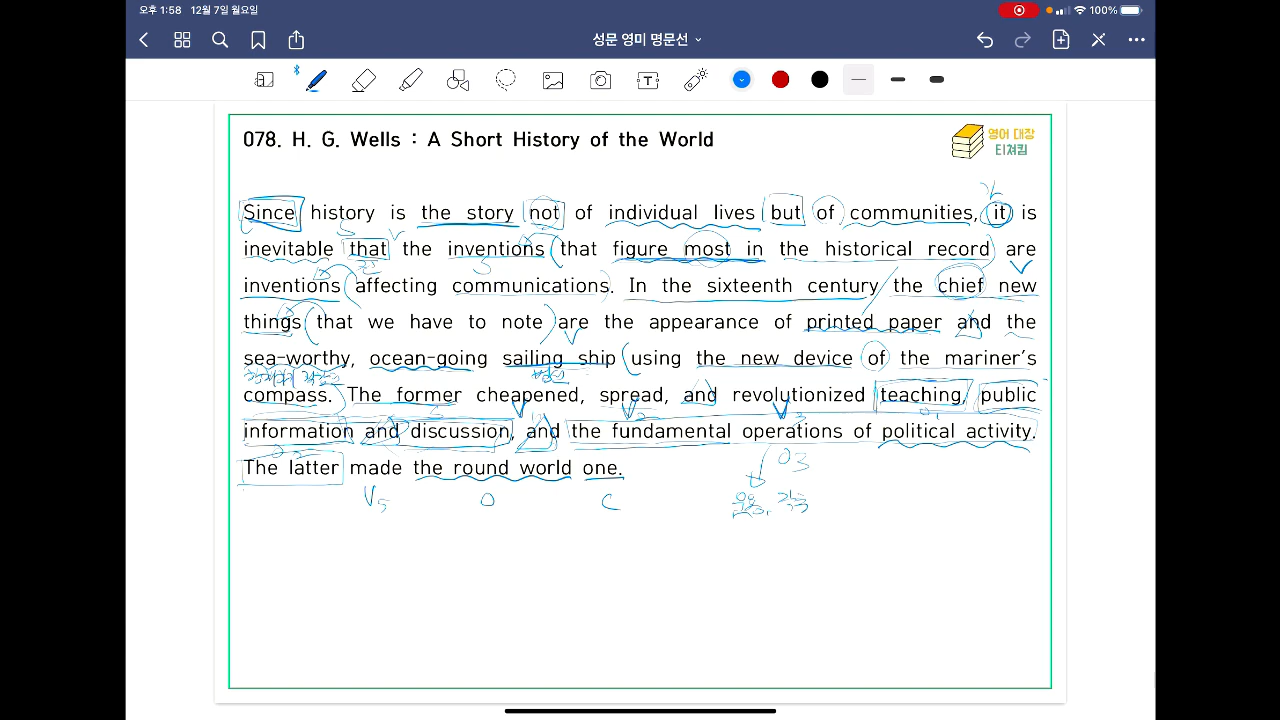 오후 1:58 12월 7일 월요일 100%
성문 영미 명문선
078. H. G. Wells : A Short History of the World
영어 대장
티쳐킴
Since history is the story not of individual lives but of communities, it is
inevitable that the inventions that figure most in the historical record are
inventions affecting communications. In the sixteenth century the chief new
things that we have to note are the appearance of printed paper and the
sea-worthy, ocean-going sailing ship using the new device of the mariner's
compass. The former cheapened, spread, and revolutionized teaching, public
information and discussion, and the fundamental operations of political activity.
The latter made the round world one.